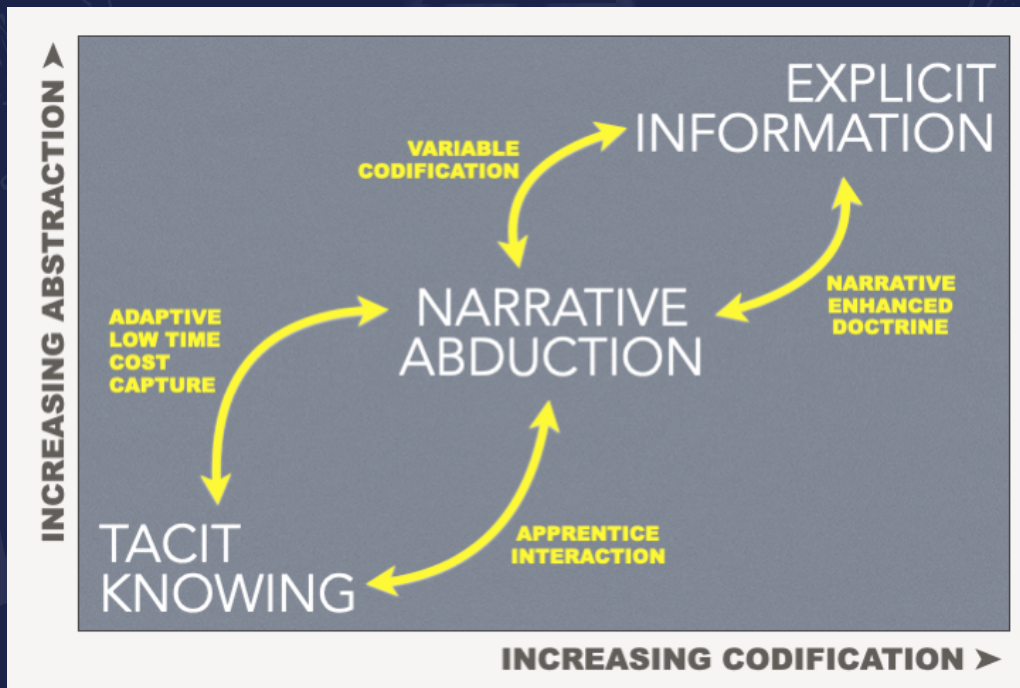 INCREASING ABSTRACTION ➤
EXPLICIT
INFORMATION
VARIABLE
CODIFICATION
NARRATIVE
ENHANCED
DOCTRINE
NARRATIVE
ABDUCTION
ADAPTIVE
LOW TIME
COST
CAPTURE
APPRENTICE
INTERACTION
TACIT
KNOWING
INCREASING CODIFICATION ➤